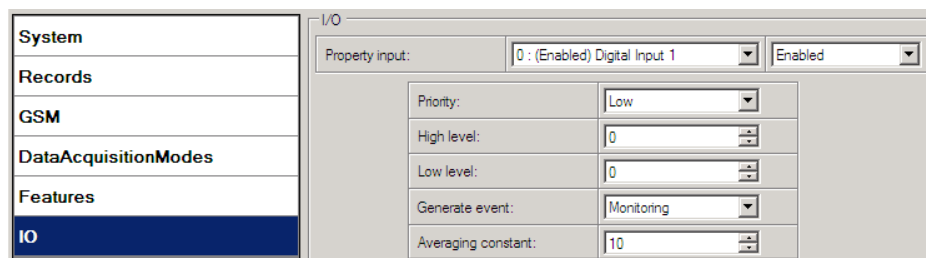 System
Records
GSM
DataAcquisitionModes
Features
IO
I/O
Property input: 0 : (Enabled) Digital Input 1 Enabled
Priority: Low
High level: 0
Low level: 0
Generate event: Monitoring
Averaging constant: 10